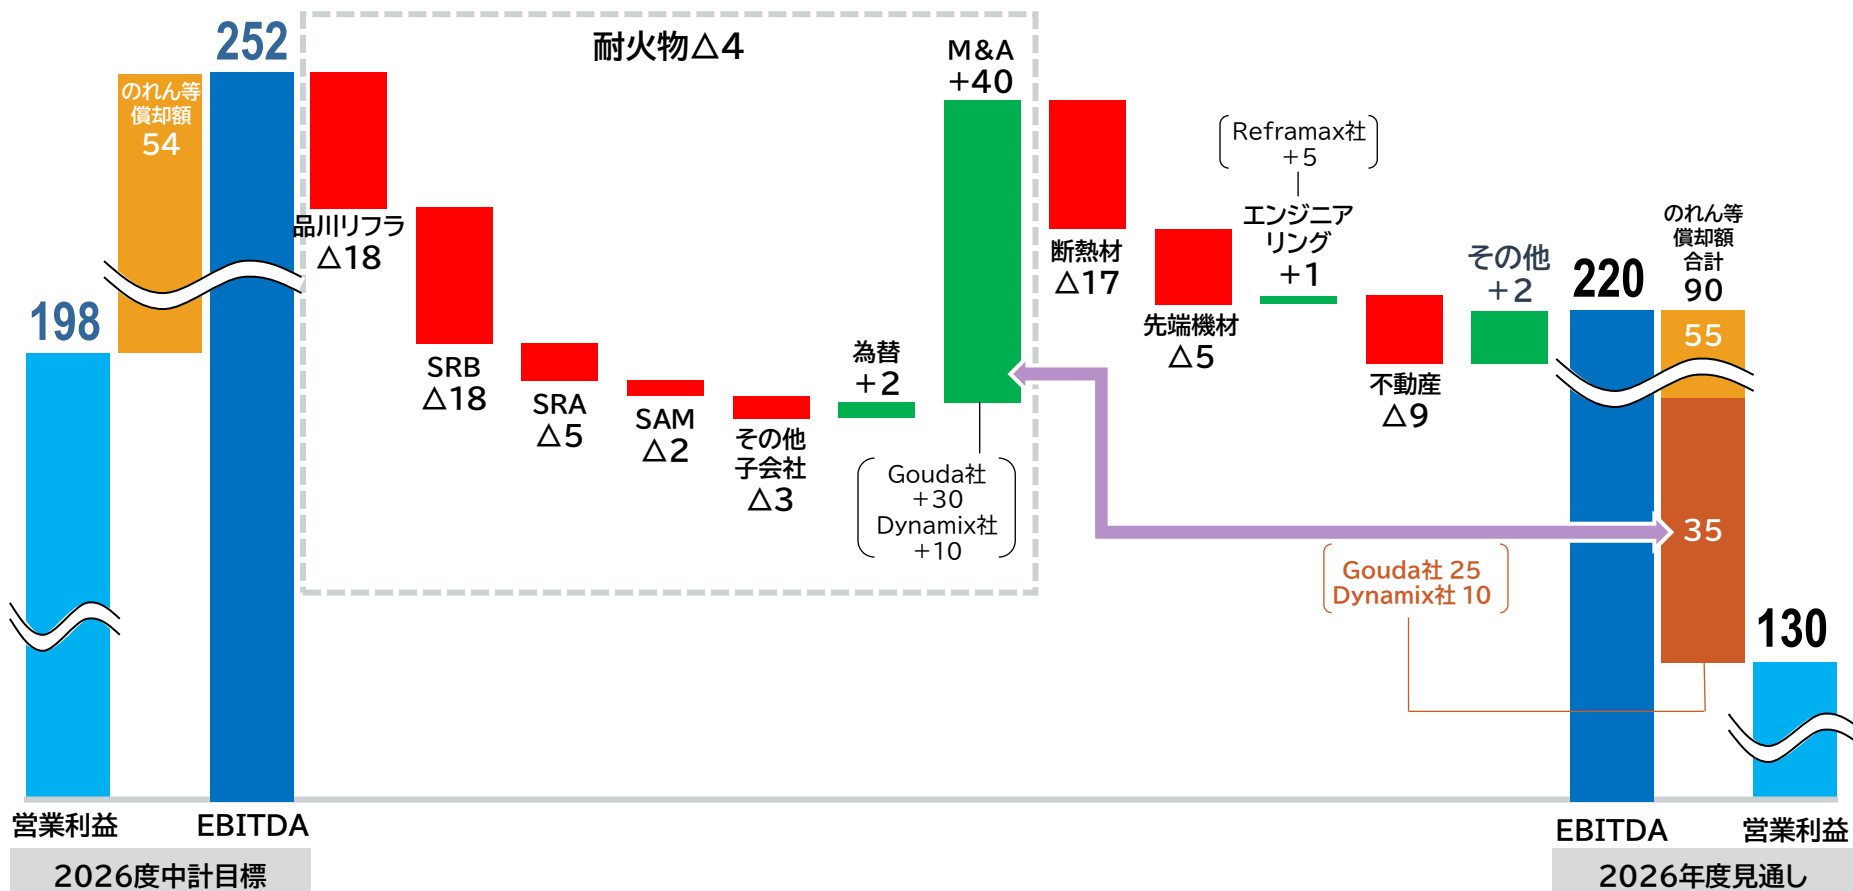 252
のれん等
償却額
54
198
耐火物△4
品川リフラ
△18
SRB
△18
SRA
△5
SAM
△2
その他
子会社
△3
為替
+2
M&A
+40
Gouda社
+30
Dynamix社
+10
断熱材
△17
先端機材
△5
Reframax社
+5
エンジニア
リング
+1
不動産
△9
その他
+2
220
のれん等
償却額
合計
90
55
35
Gouda社 25
Dynamix社 10
130
営業利益
EBITDA
EBITDA
営業利益
2026度中計目標
2026年度見通し